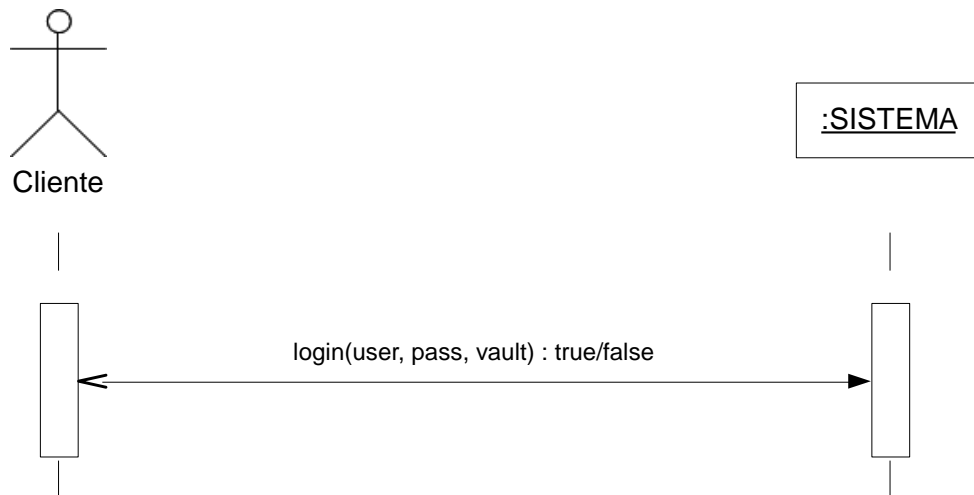 :SISTEMA
Cliente
login(user, pass, vault) : true/false